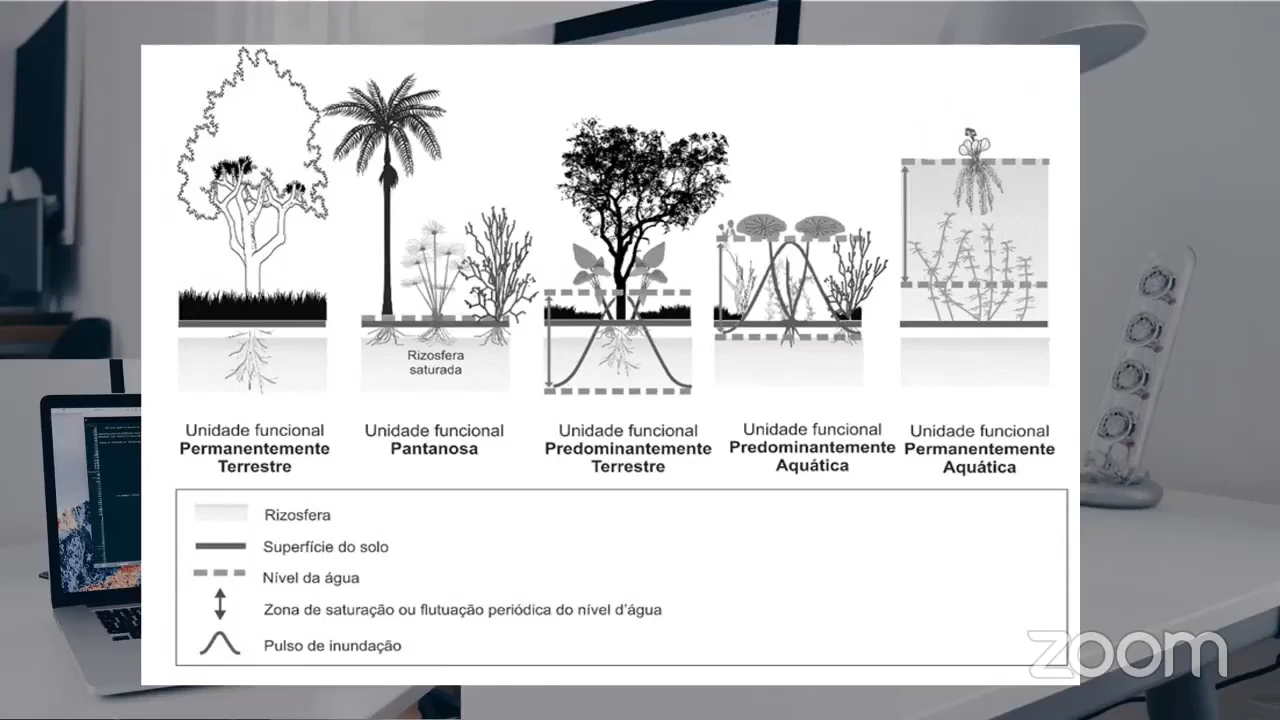 Rizosfera
saturada
Unidade funcional
Permanentemente
Terrestre
Unidade funcional
Pantanosa
Unidade funcional
Predominantemente
Terrestre
Unidade funcional
Predominantemente
Aquática
Unidade funcional
Permanentemente
Aquática
Rizosfera
Superfície do solo
Nível da água
Zona de saturação ou flutuação periódica do nível d'água
Pulso de inundação
zoom